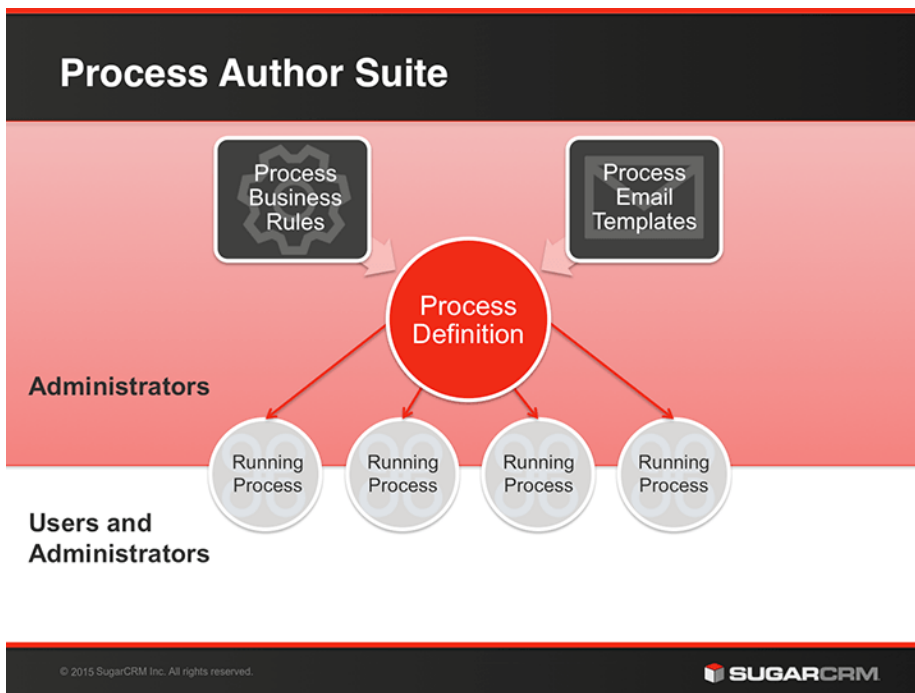 Process Author Suite
Process
Business
Rules
Process
Email
Templates
Process
Definition
Administrators
Running
Process
Running
Process
Running
Process
Running
Process
Users and
Administrators
© 2015 SugarCRM Inc. All rights reserved.
SUGARCRM